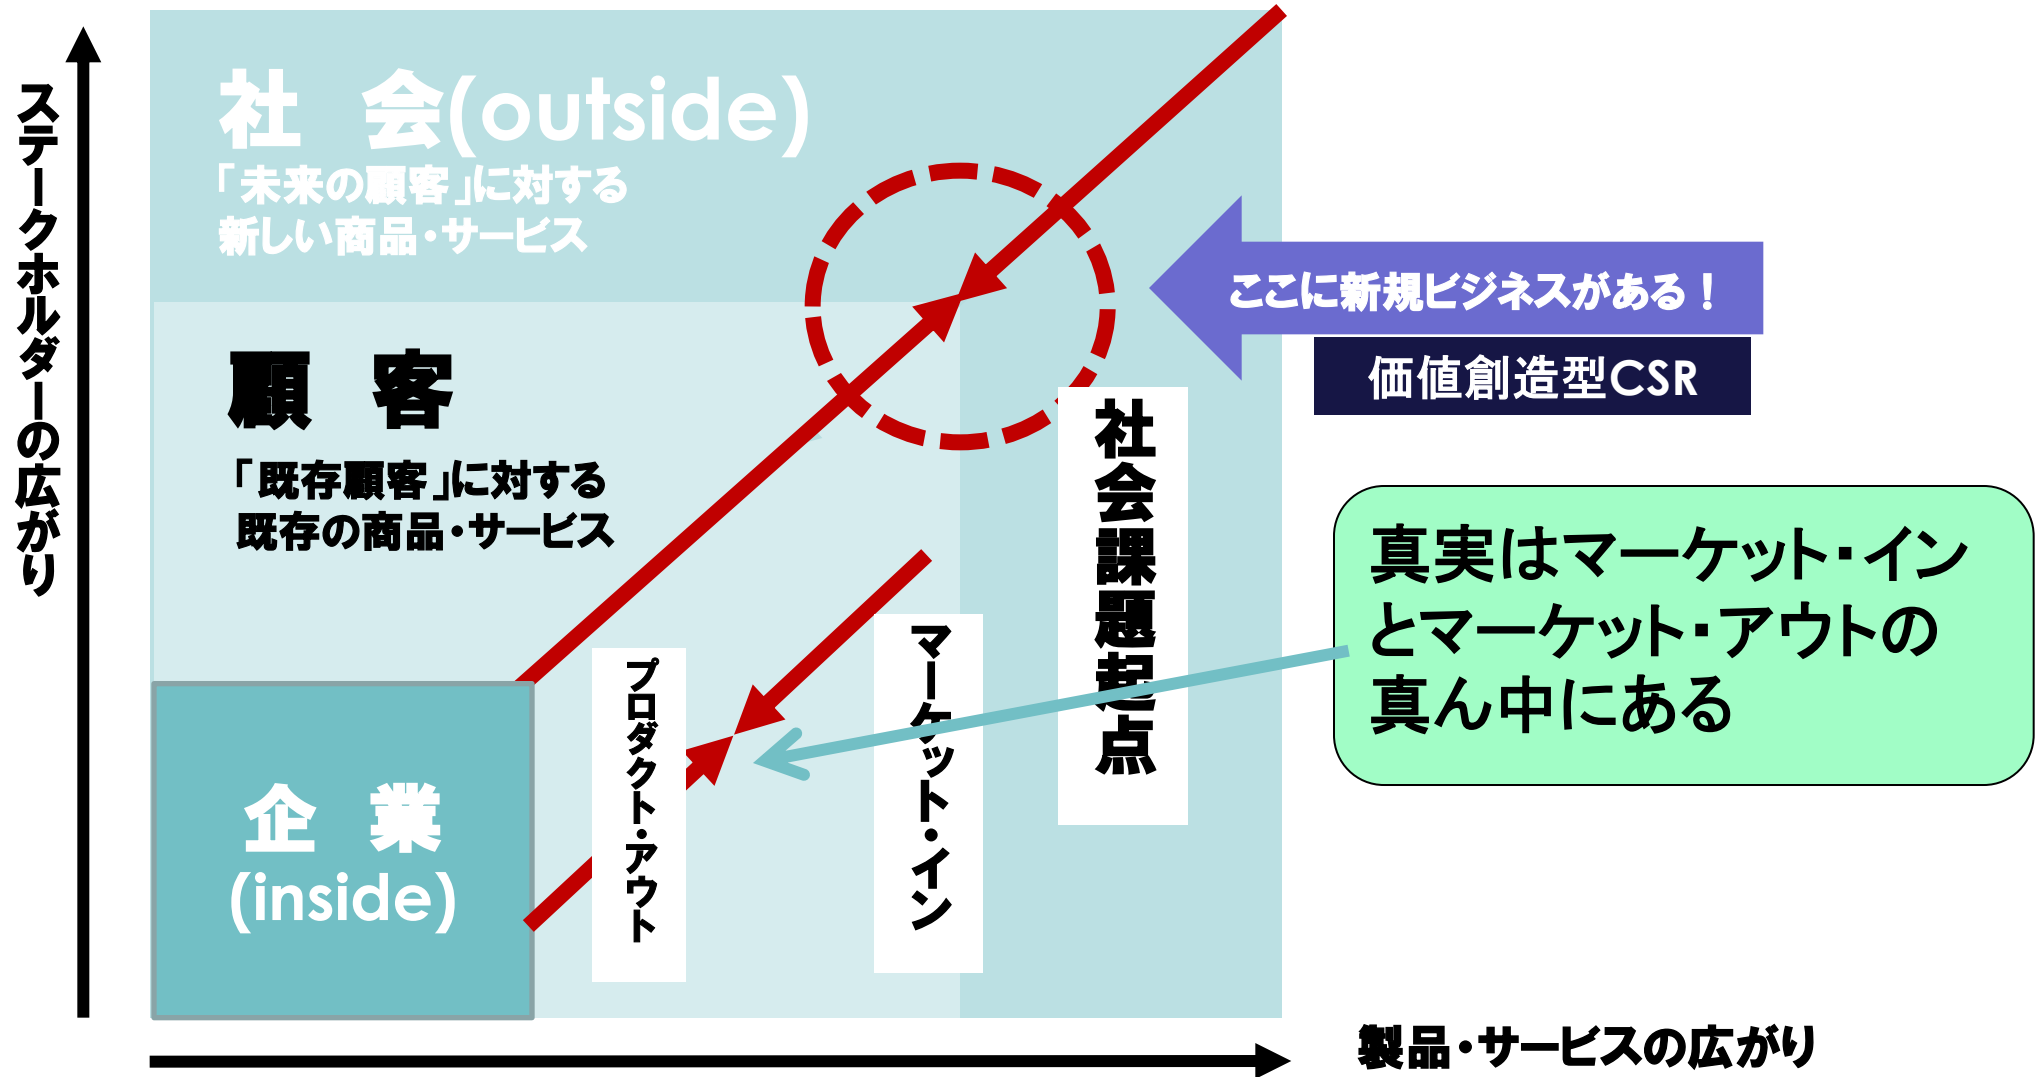 ステークホルダーの広がり
社　会(outside)
「未来の顧客」に対する
新しい商品・サービス
ここに新規ビジネスがある！
価値創造型CSR
顧　客
「既存顧客」に対する
既存の商品・サービス
社会課題起点
真実はマーケット・イン
とマーケット・アウトの
真ん中にある
マーケット・イン
プロダクト・アウト
企　業
(inside)
製品・サービスの広がり